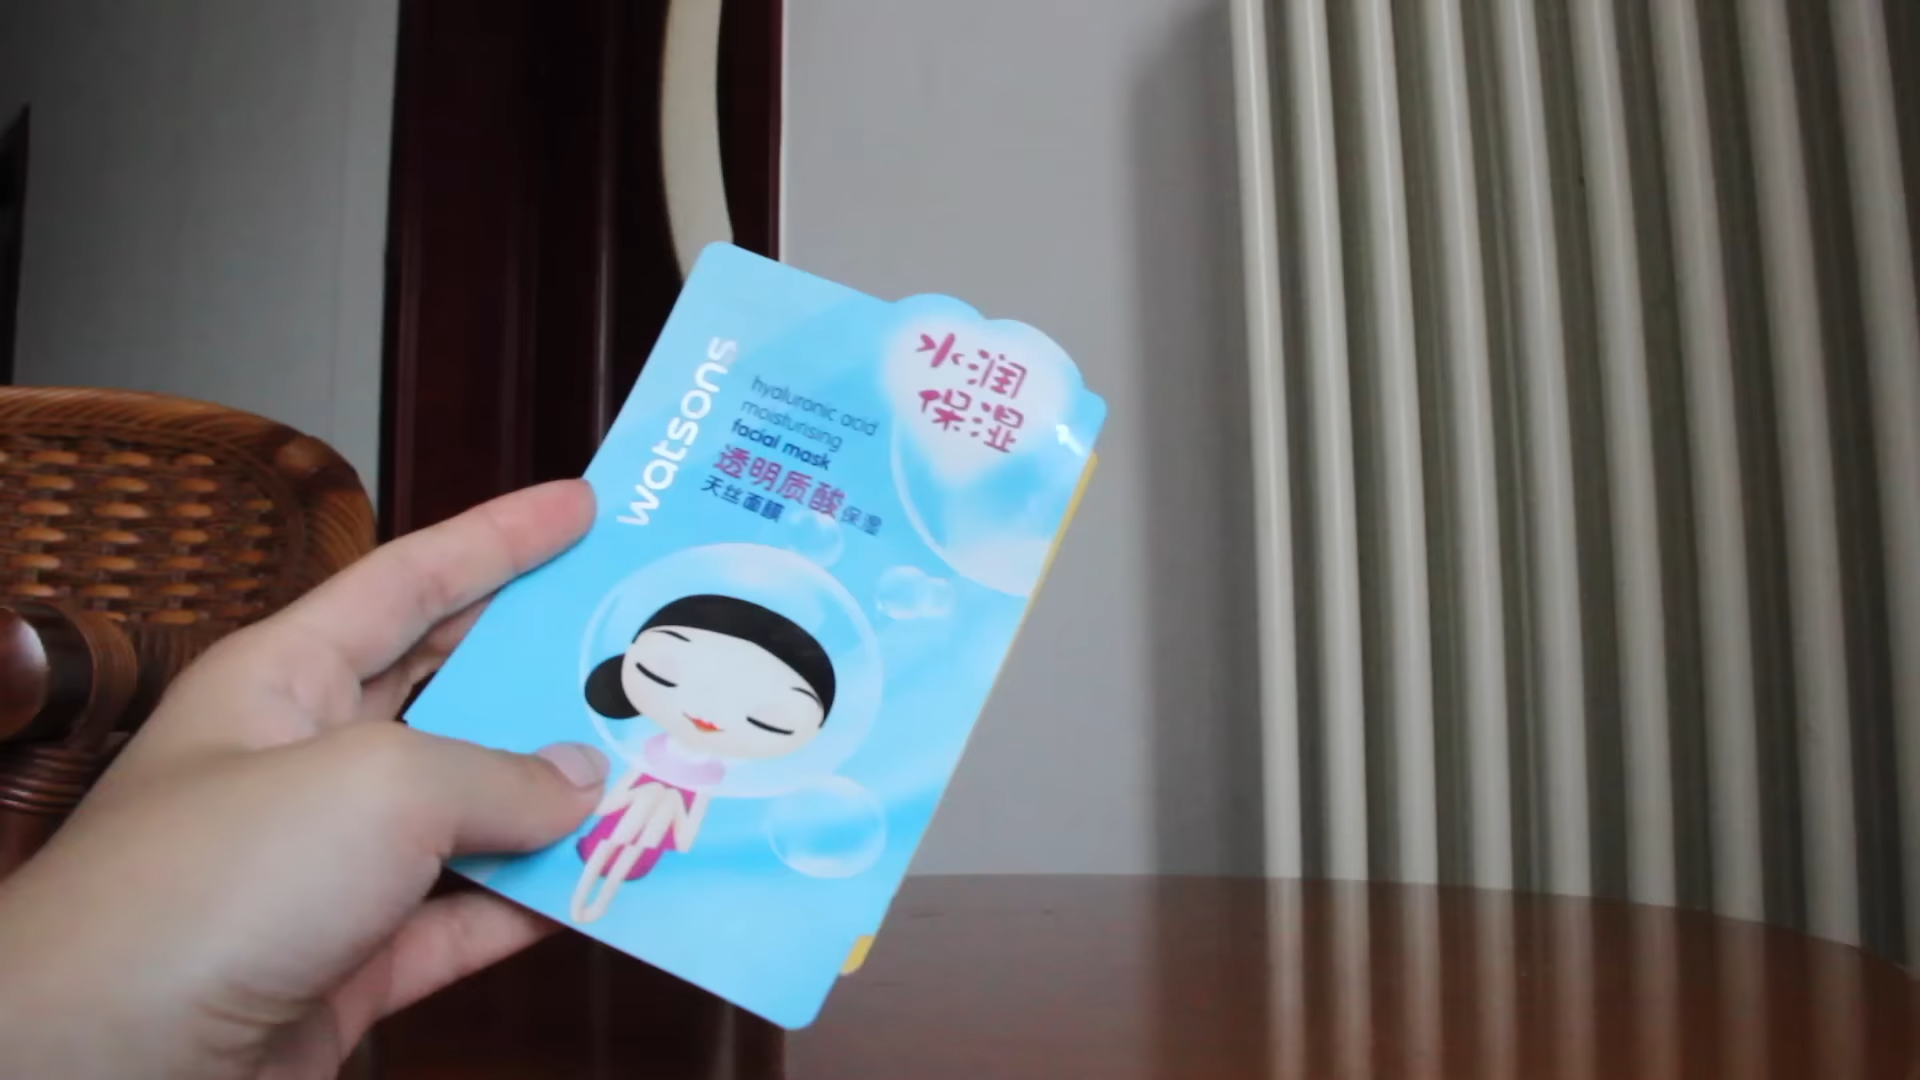 水润
保湿
watsons
hyaluronic acid
moisturising
facial mask
透明质酸保湿
天丝面膜